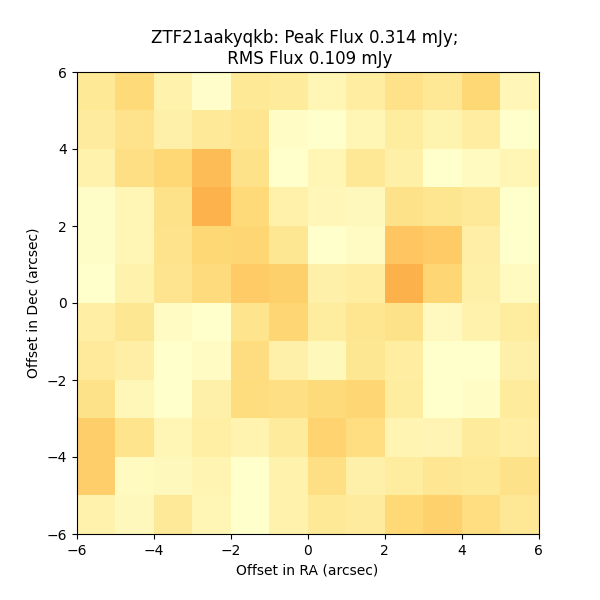 ZTF21aakyqkb: Peak Flux 0.314 mJy;
RMS Flux 0.109 mJy
6
4
2
0
−2
−4
−6
Offset in Dec (arcsec)
−6 −4 −2 0 2 4 6
Offset in RA (arcsec)